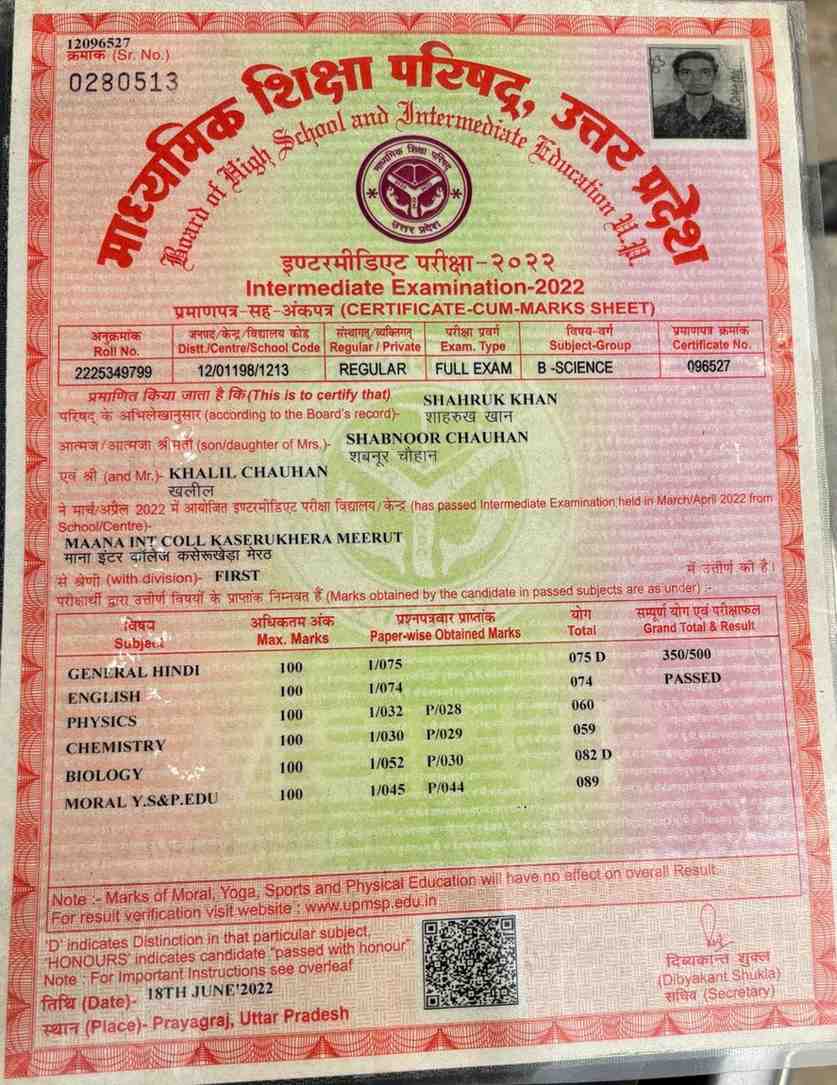 12096527
क्रमांक (Sr. No.)
0280513
माध्यमिक शिक्षा परिषद्, उत्तर प्रदेश
Board of High School and Intermediate Education U.P.
माध्यमिक शिक्षा परिषद्
उत्तर प्रदेश
इण्टरमीडिएट परीक्षा-२०२२
Intermediate Examination-2022
प्रमाणपत्र-सह-अंकपत्र (CERTIFICATE-CUM-MARKS SHEET)
अनुक्रमांक जनपद/केन्द्र/विद्यालय कोड संस्थागत/व्यक्तिगत परीक्षा प्रवर्ग विषय-वर्ग प्रमाणपत्र क्रमांक
Roll No. Distt./Centre/School Code Regular / Private Exam. Type Subject-Group Certificate No.
2225349799 12/01198/1213 REGULAR FULL EXAM B -SCIENCE 096527
प्रमाणित किया जाता है कि (This is to certify that) SHAHRUK KHAN
परिषद के अभिलेखानुसार (according to the Board's record)- शाहरुख खान
आत्मज/आत्मजा श्रीमती (son/daughter of Mrs.)- SHABNOOR CHAUHAN
शबनूर चौहान
एवं श्री (and Mr.)- KHALIL CHAUHAN
खलील
ने मार्च/अप्रैल 2022 में आयोजित इण्टरमीडिएट परीक्षा विद्यालय/केन्द्र (has passed Intermediate Examination held in March/April 2022 from
School/Centre)-
MAANA INT COLL KASERUKHERA MEERUT
माना इंटर कॉलेज कसेरूखेड़ा मेरठ
में उत्तीर्ण की है।
से श्रेणी (with division)- FIRST
परीक्षार्थी द्वारा उत्तीर्ण विषयों के प्राप्तांक निम्नवत हैं (Marks obtained by the candidate in passed subjects are as under) :-
विषय अधिकतम अंक प्रश्नपत्रवार प्राप्तांक योग सम्पूर्ण योग एवं परीक्षाफल
Subject Max. Marks Paper-wise Obtained Marks Total Grand Total & Result
GENERAL HINDI 100 1/075 075 D 350/500
ENGLISH 100 1/074 074 PASSED
PHYSICS 100 1/032 P/028 060
CHEMISTRY 100 1/030 P/029 059
BIOLOGY 100 1/052 P/030 082 D
MORAL Y.S&P.EDU 100 1/045 P/044 089
Note :- Marks of Moral, Yoga, Sports and Physical Education will have no effect on overall Result.
For result verification visit website : www.upmsp.edu.in
'D' indicates Distinction in that particular subject,
'HONOURS' indicates candidate "passed with honour"
Note : For Important Instructions see overleaf
तिथि (Date)- 18TH JUNE'2022
स्थान (Place)- Prayagraj, Uttar Pradesh
दिब्यकान्त शुक्ल
(Dibyakant Shukla)
सचिव (Secretary)